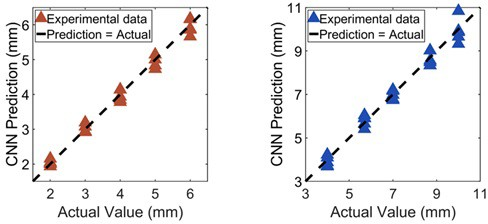 Experimental data
Prediction = Actual
CNN Prediction (mm)
6
5
4
3
2
2 3 4 5 6
Actual Value (mm)
Experimental data
Prediction = Actual
CNN Prediction (mm)
11
9
7
5
3
3 5 7 9 11
Actual Value (mm)